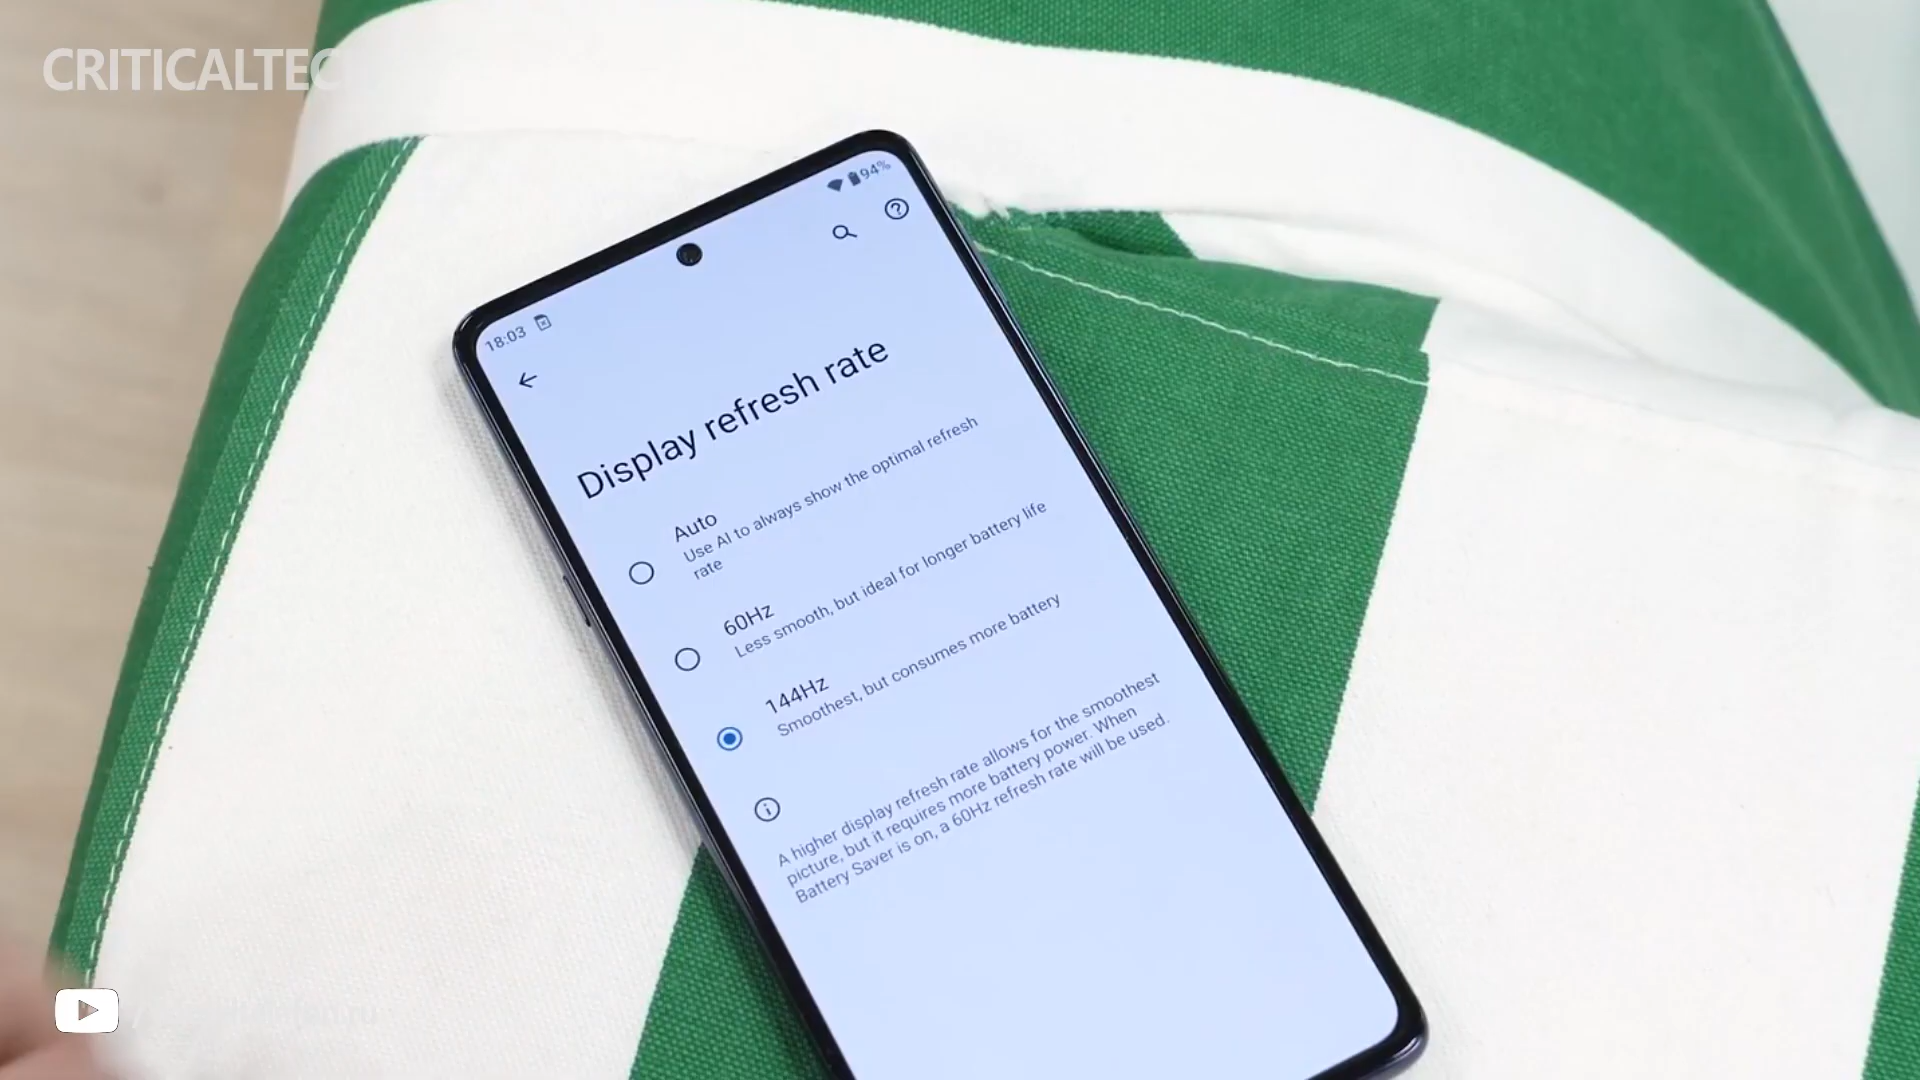 CRITICALTEC
94%
18:03
Display refresh rate
Auto
Use AI to always show the optimal refresh
rate
60Hz
Less smooth, but ideal for longer battery life
144Hz
Smoothest, but consumes more battery
A higher display refresh rate allows for the smoothest
picture, but it requires more battery power. When
Battery Saver is on, a 60Hz refresh rate will be used.